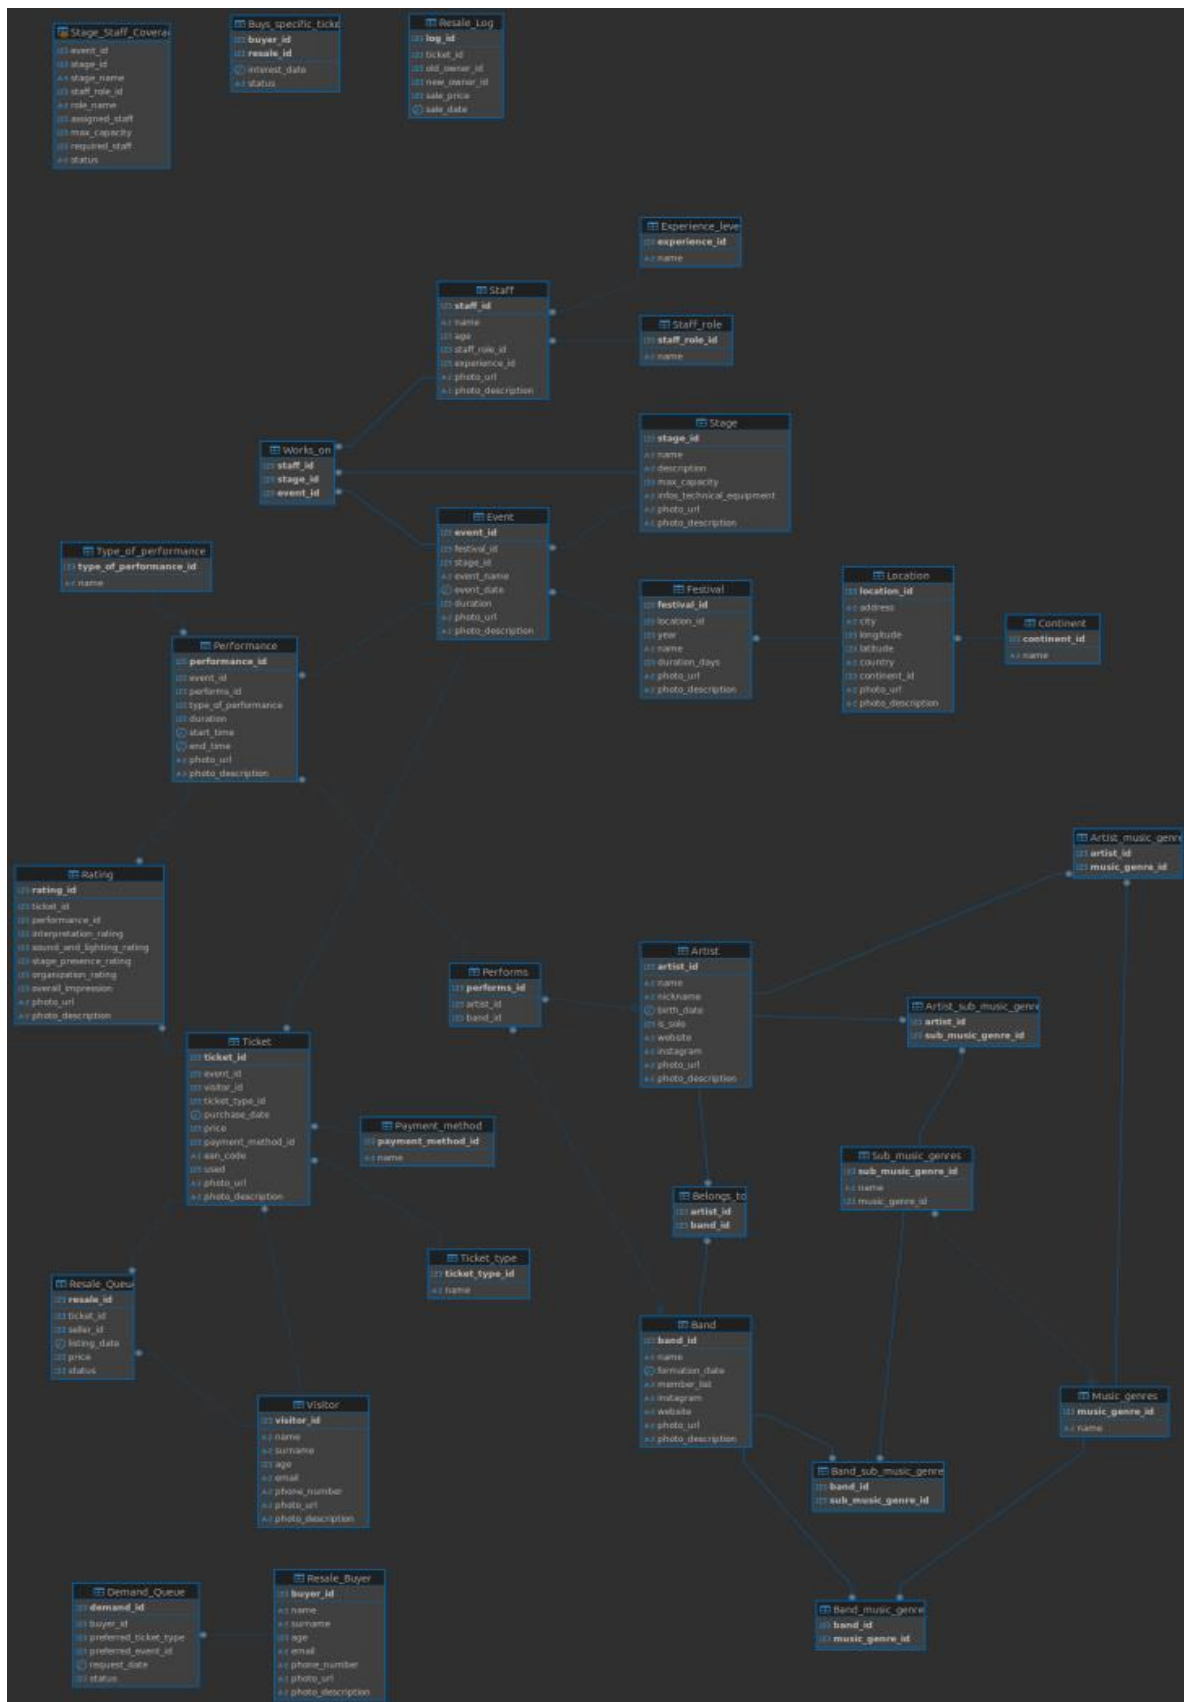 Stage_Staff_Covera
event_id
stage_id
stage_name
staff_role_id
role_name
assigned_staff
max_capacity
required_staff
status
Buys_specific_ticke
buyer_id
resale_id
interest_date
status
Resale_Log
log_id
ticket_id
old_owner_id
new_owner_id
sale_price
sale_date
Experience_leve
experience_id
name
Staff
staff_id
name
age
staff_role_id
experience_id
photo_url
photo_description
Staff_role
staff_role_id
name
Stage
stage_id
name
description
max_capacity
infos_technical_equipment
photo_url
photo_description
Works_on
staff_id
stage_id
event_id
Event
event_id
festival_id
stage_id
event_name
event_date
duration
photo_url
photo_description
Type_of_performance
type_of_performance_id
name
Festival
festival_id
location_id
year
name
duration_days
photo_url
photo_description
Location
location_id
address
city
longitude
latitude
country
continent_id
photo_url
photo_description
Continent
continent_id
name
Performance
performance_id
event_id
performs_id
type_of_performance
duration
start_time
end_time
photo_url
photo_description
Artist_music_genre
artist_id
music_genre_id
Rating
rating_id
ticket_id
performance_id
interpretation_rating
sound_and_lighting_rating
stage_presence_rating
organization_rating
overall_impression
photo_url
photo_description
Performs
performs_id
artist_id
band_id
Artist
artist_id
name
nickname
birth_date
is_solo
website
instagram
photo_url
photo_description
Artist_sub_music_genre
artist_id
sub_music_genre_id
Ticket
ticket_id
event_id
visitor_id
ticket_type_id
purchase_date
price
payment_method_id
ean_code
used
photo_url
photo_description
Payment_method
payment_method_id
name
Sub_music_genres
sub_music_genre_id
name
music_genre_id
Belongs_to
artist_id
band_id
Ticket_type
ticket_type_id
name
Resale_Queue
resale_id
ticket_id
seller_id
listing_date
price
status
Band
band_id
name
formation_date
member_list
instagram
website
photo_url
photo_description
Music_genres
music_genre_id
name
Visitor
visitor_id
name
surname
age
email
phone_number
photo_url
photo_description
Band_sub_music_genre
band_id
sub_music_genre_id
Demand_Queue
demand_id
buyer_id
preferred_ticket_type
preferred_event_id
request_date
status
Resale_Buyer
buyer_id
name
surname
age
email
phone_number
photo_url
photo_description
Band_music_genre
band_id
music_genre_id